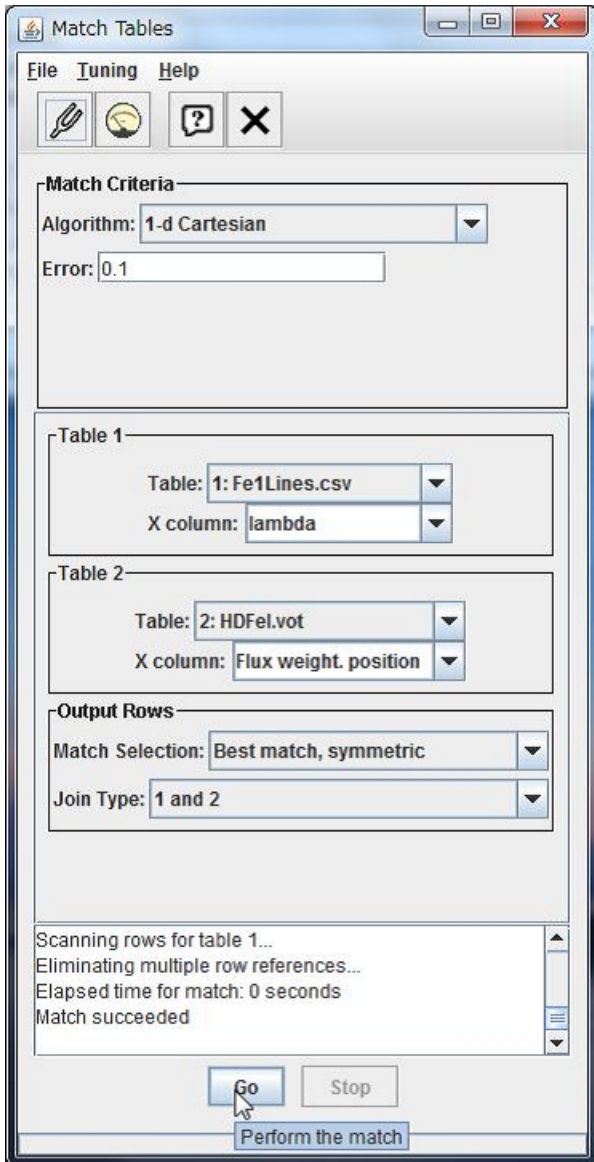 Match Tables
File Tuning Help
Match Criteria
Algorithm: 1-d Cartesian
Error: 0.1
Table 1
Table: 1: Fe1Lines.csv
X column: lambda
Table 2
Table: 2: HDFeI.vot
X column: Flux weight. position
Output Rows
Match Selection: Best match, symmetric
Join Type: 1 and 2
Scanning rows for table 1...
Eliminating multiple row references...
Elapsed time for match: 0 seconds
Match succeeded
Go Stop
Perform the match